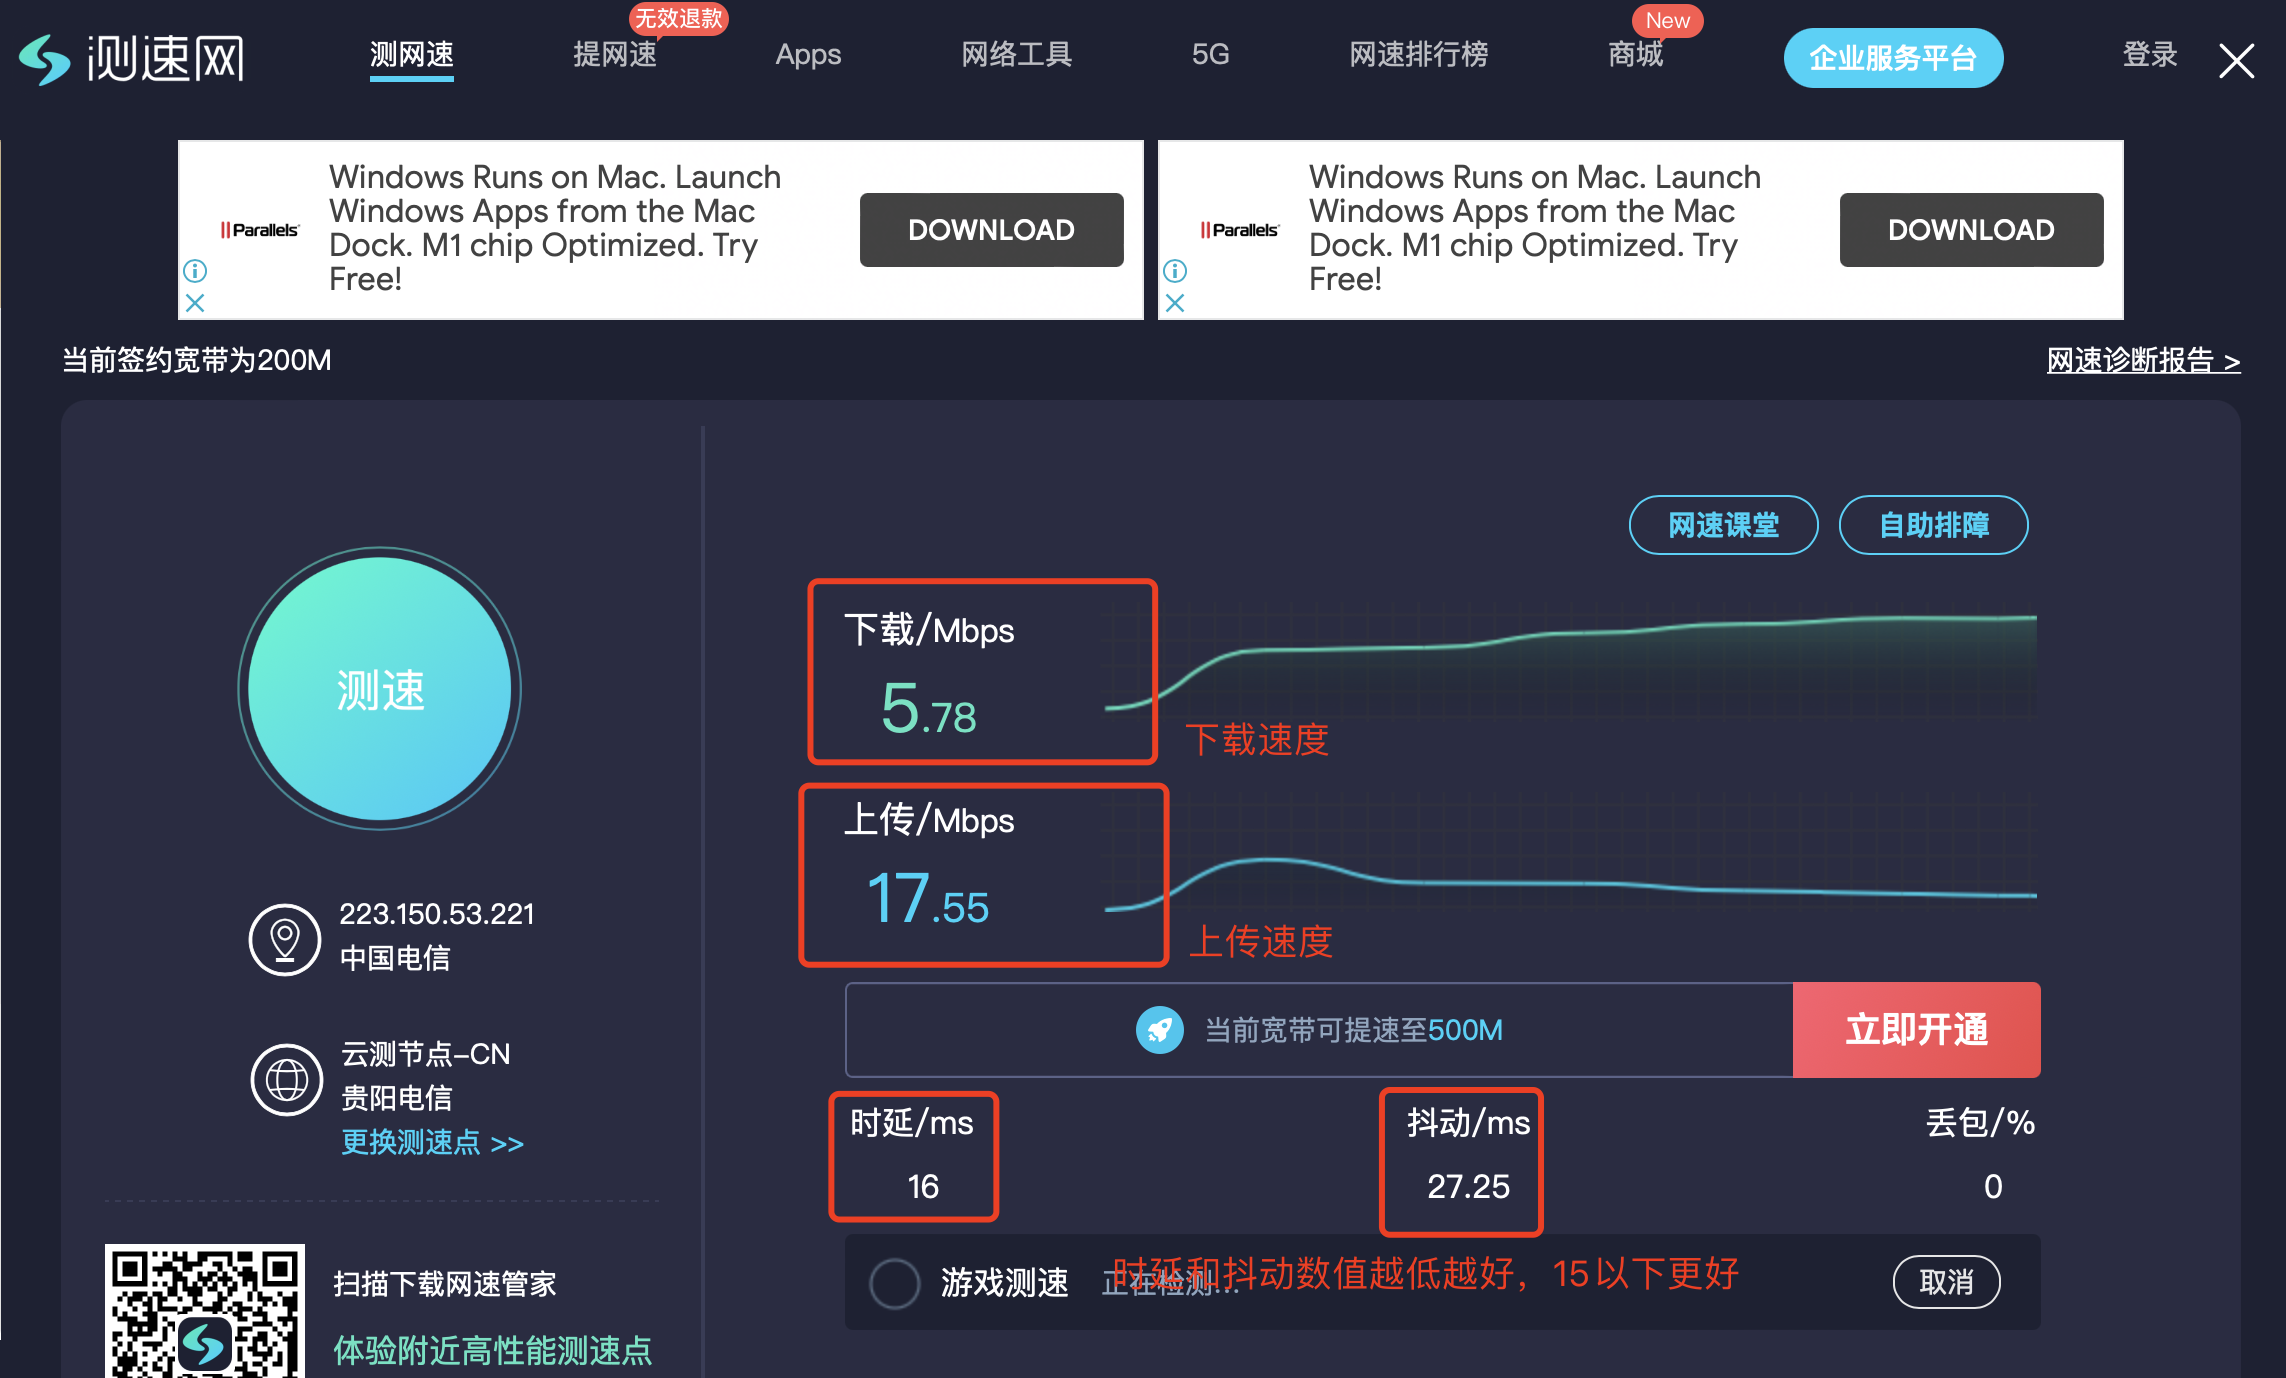 测速网
测网速
提网速
无效退款
Apps
网络工具
5G
网速排行榜
商城
New
企业服务平台
登录
Parallels
Windows Runs on Mac. Launch
Windows Apps from the Mac
Dock. M1 chip Optimized. Try
Free!
DOWNLOAD
Parallels
Windows Runs on Mac. Launch
Windows Apps from the Mac
Dock. M1 chip Optimized. Try
Free!
DOWNLOAD
当前签约宽带为200M
网速诊断报告 >
网速课堂
自助排障
测速
下载/Mbps
5.78
下载速度
上传/Mbps
17.55
上传速度
223.150.53.221
中国电信
云测节点-CN
贵阳电信
更换测速点 >>
当前宽带可提速至500M
立即开通
时延/ms
16
抖动/ms
27.25
丢包/%
0
游戏测速
正在检测...
时延和抖动数值越低越好，15以下更好
取消
扫描下载网速管家
体验附近高性能测速点